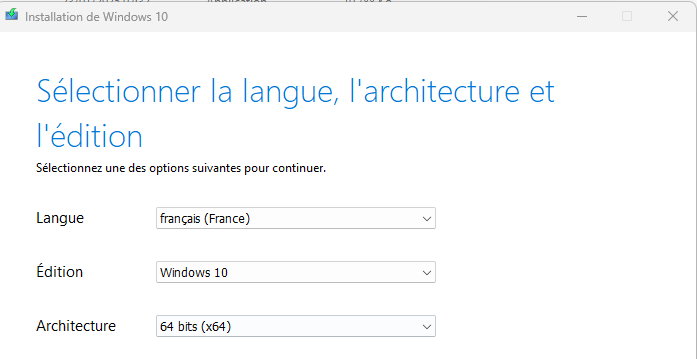 Installation de Windows 10
Sélectionner la langue, l'architecture et
l'édition
Sélectionnez une des options suivantes pour continuer.
Langue
français (France)
Édition
Windows 10
Architecture
64 bits (x64)